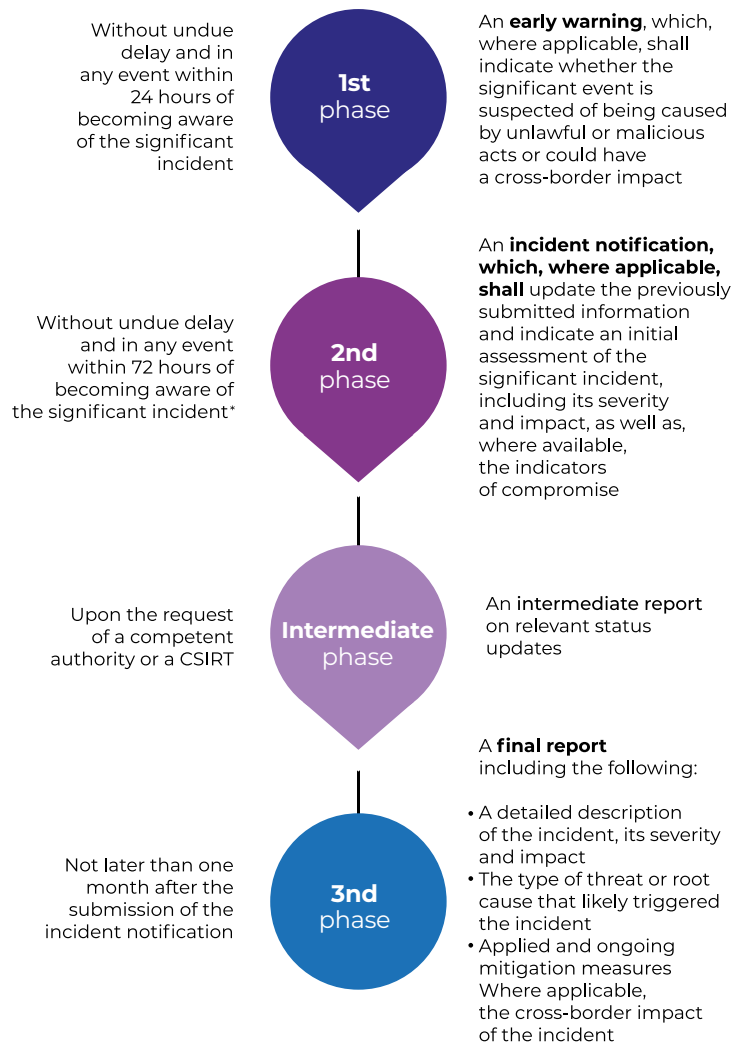 Without undue
delay and in
any event within
24 hours of
becoming aware
of the significant
incident
1st
phase
An early warning, which,
where applicable, shall
indicate whether the
significant event is
suspected of being caused
by unlawful or malicious
acts or could have
a cross-border impact
Without undue delay
and in any event
within 72 hours of
becoming aware of
the significant incident*
2nd
phase
An incident notification,
which, where applicable,
shall update the previously
submitted information
and indicate an initial
assessment of the
significant incident,
including its severity
and impact, as well as,
where available,
the indicators
of compromise
Upon the request
of a competent
authority or a CSIRT
Intermediate
phase
An intermediate report
on relevant status
updates
Not later than one
month after the
submission of the
incident notification
3nd
phase
A final report
including the following:
• A detailed description
of the incident, its severity
and impact
• The type of threat or root
cause that likely triggered
the incident
• Applied and ongoing
mitigation measures
Where applicable,
the cross-border impact
of the incident